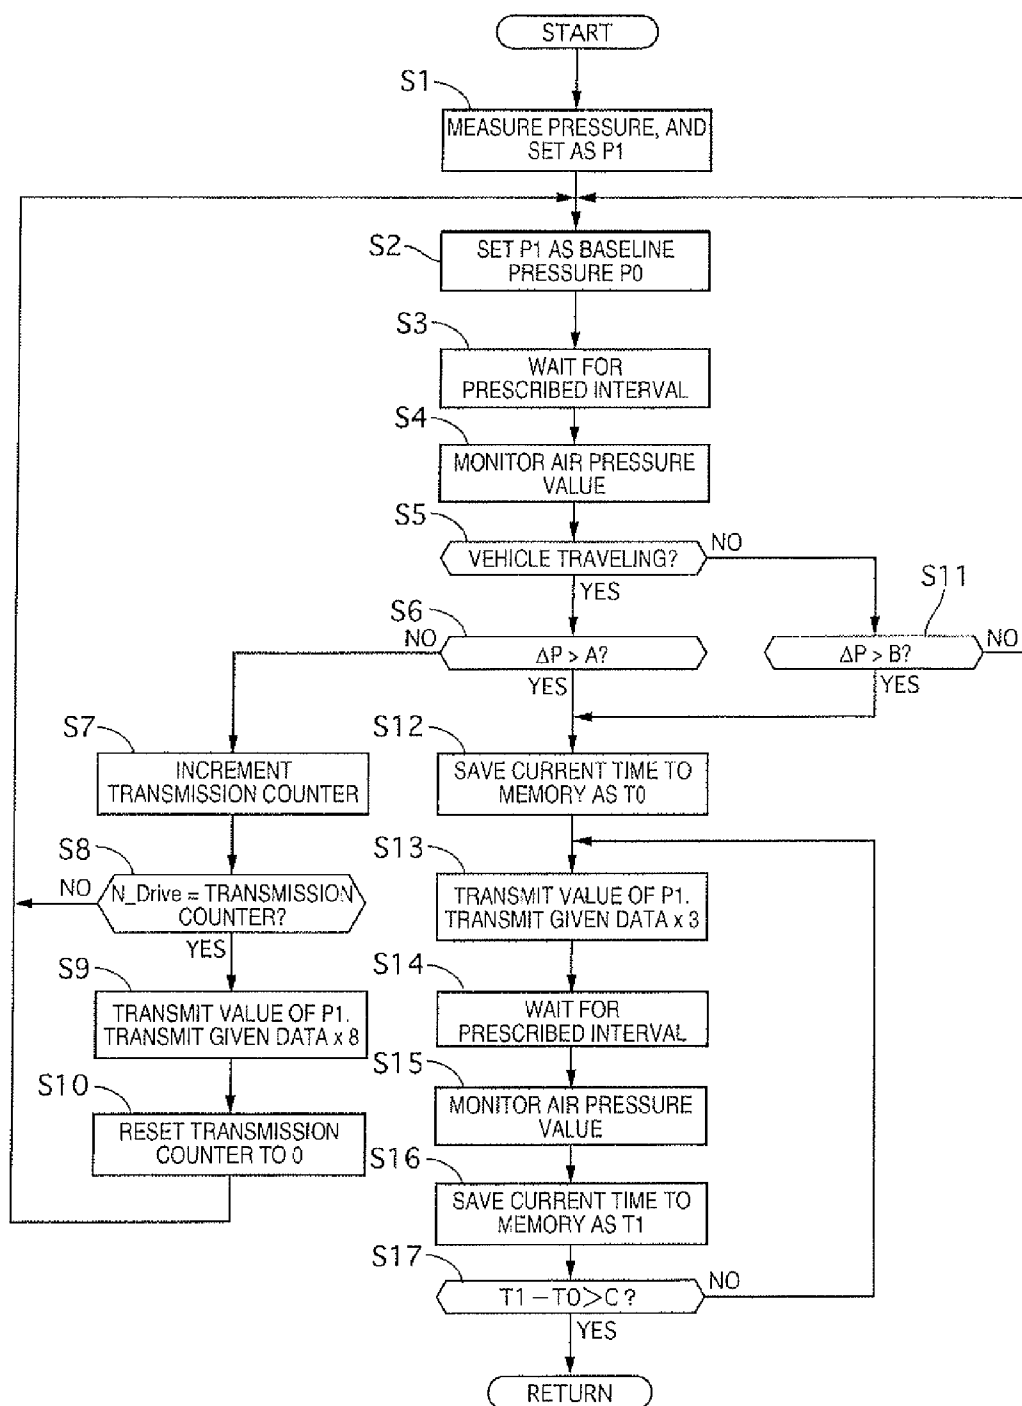 START
S1
MEASURE PRESSURE, AND
SET AS P1
S2
SET P1 AS BASELINE
PRESSURE P0
S3
WAIT FOR
PRESCRIBED INTERVAL
S4
MONITOR AIR PRESSURE
VALUE
S5
VEHICLE TRAVELING?
NO
YES
S11
S6
NO
ΔP > A?
YES
ΔP > B?
NO
YES
S7
INCREMENT
TRANSMISSION COUNTER
S12
SAVE CURRENT TIME TO
MEMORY AS T0
S8
NO
N_Drive = TRANSMISSION
COUNTER?
YES
S13
TRANSMIT VALUE OF P1.
TRANSMIT GIVEN DATA x 3
S9
TRANSMIT VALUE OF P1.
TRANSMIT GIVEN DATA x 8
S14
WAIT FOR
PRESCRIBED INTERVAL
S10
RESET TRANSMISSION
COUNTER TO 0
S15
MONITOR AIR PRESSURE
VALUE
S16
SAVE CURRENT TIME TO
MEMORY AS T1
S17
T1 – T0 > C ?
NO
YES
RETURN